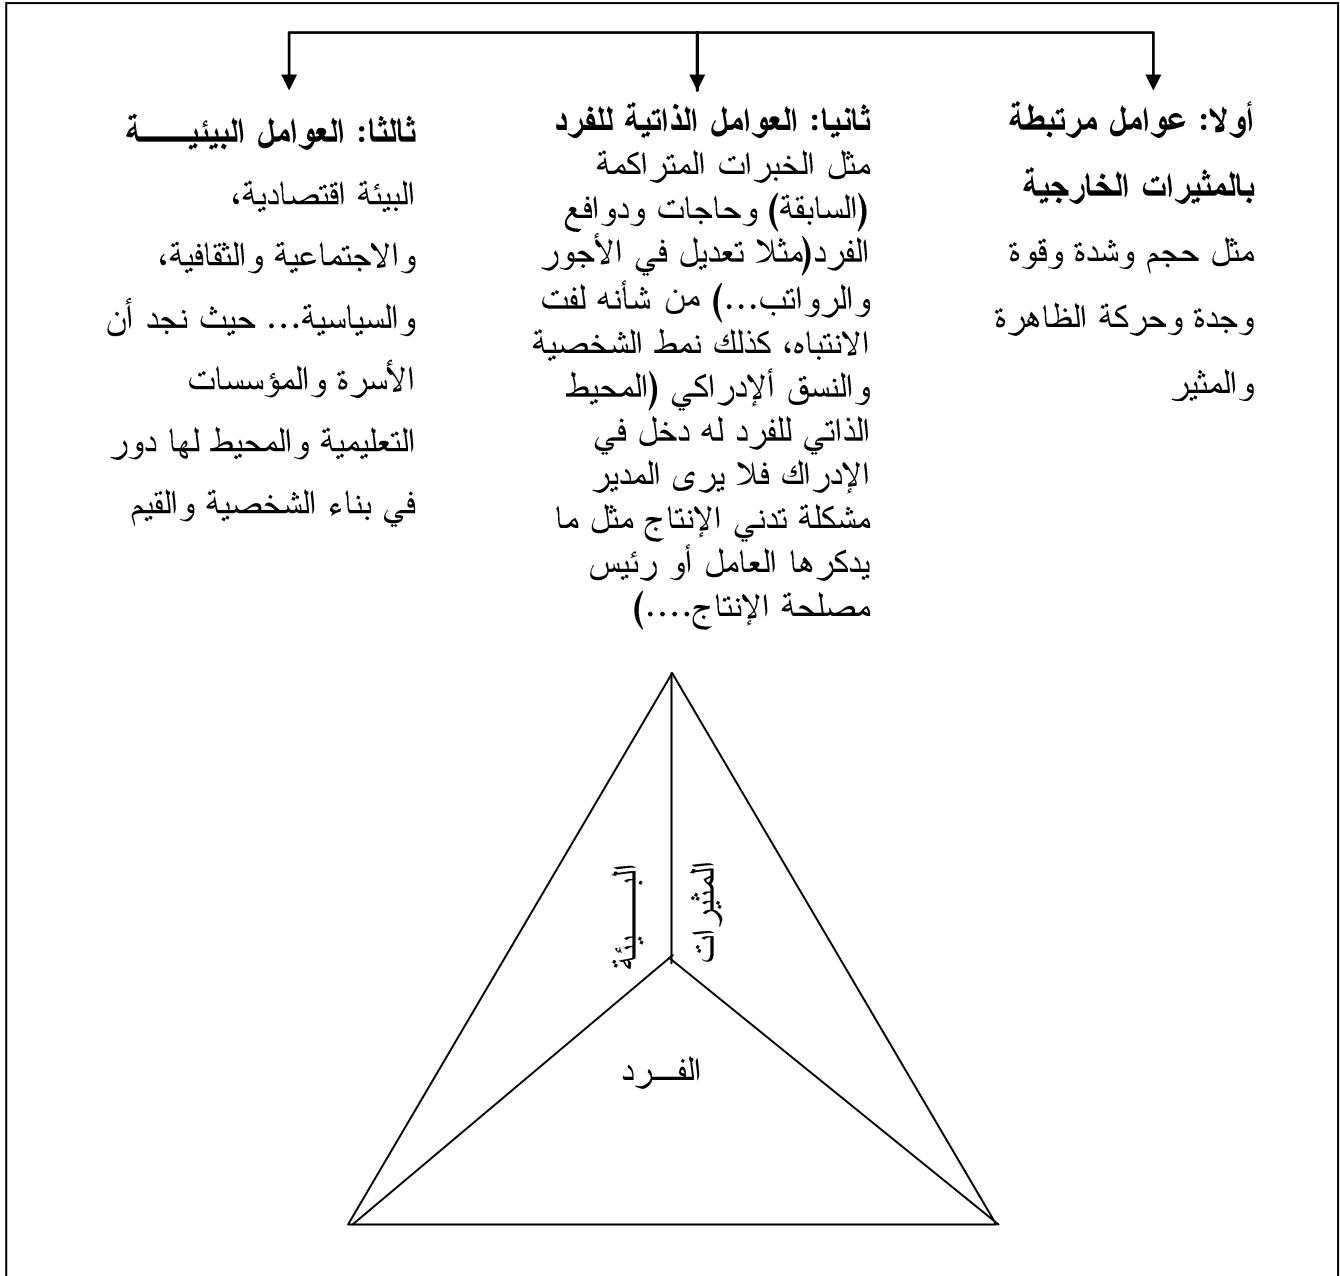 أولا: عوامل مرتبطة
بالمثيرات الخارجية
مثل حجم وشدة وقوة
وجدة وحركة الظاهرة
والمثير
ثانيا: العوامل الذاتية للفرد
مثل الخبرات المتراكمة
(السابقة) وحاجات ودوافع
الفرد(مثلا تعديل في الأجور
والرواتب...) من شأنه لفت
الانتباه، كذلك نمط الشخصية
والنسق ألإدراكي (المحيط
الذاتي للفرد له دخل في
الإدراك فلا يرى المدير
مشكلة تدني الإنتاج مثل ما
يدكرها العامل أو رئيس
مصلحة الإنتاج....)
ثالثا: العوامل البيئيـــــة
البيئة اقتصادية،
والاجتماعية والثقافية،
والسياسية... حيث نجد أن
الأسرة والمؤسسات
التعليمية والمحيط لها دور
في بناء الشخصية والقيم
المثيرات
البـــــيئة
الفـــرد